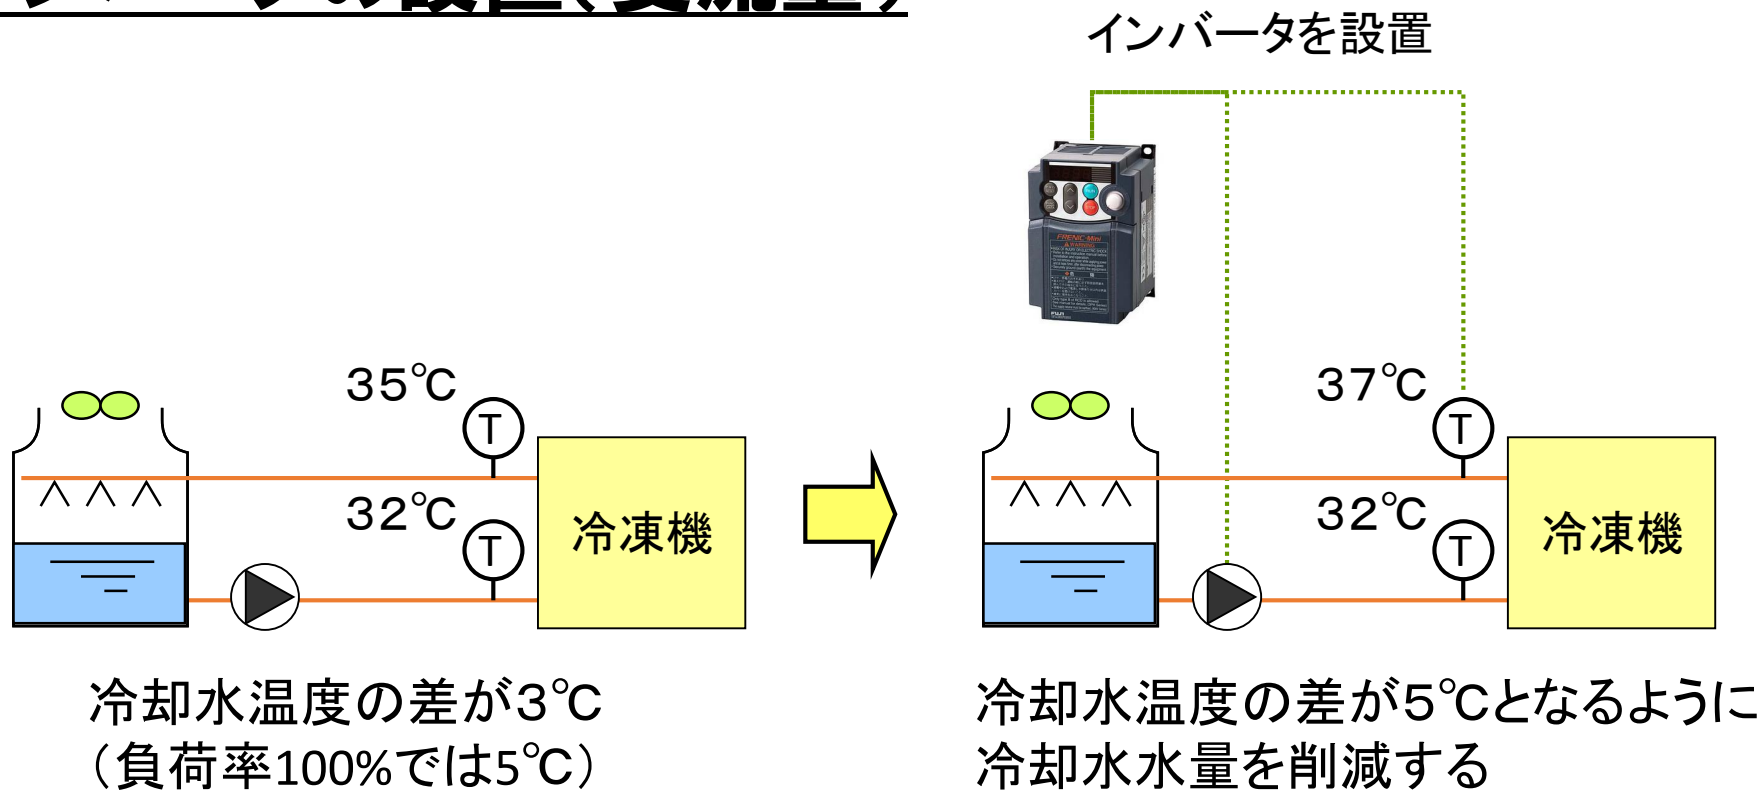 インバータを設置
FRENIC-Mini
35℃
T
32℃
T
冷凍機
37℃
T
32℃
T
冷凍機
冷却水温度の差が3℃
（負荷率100%では5℃）
冷却水温度の差が5℃となるように
冷却水水量を削減する